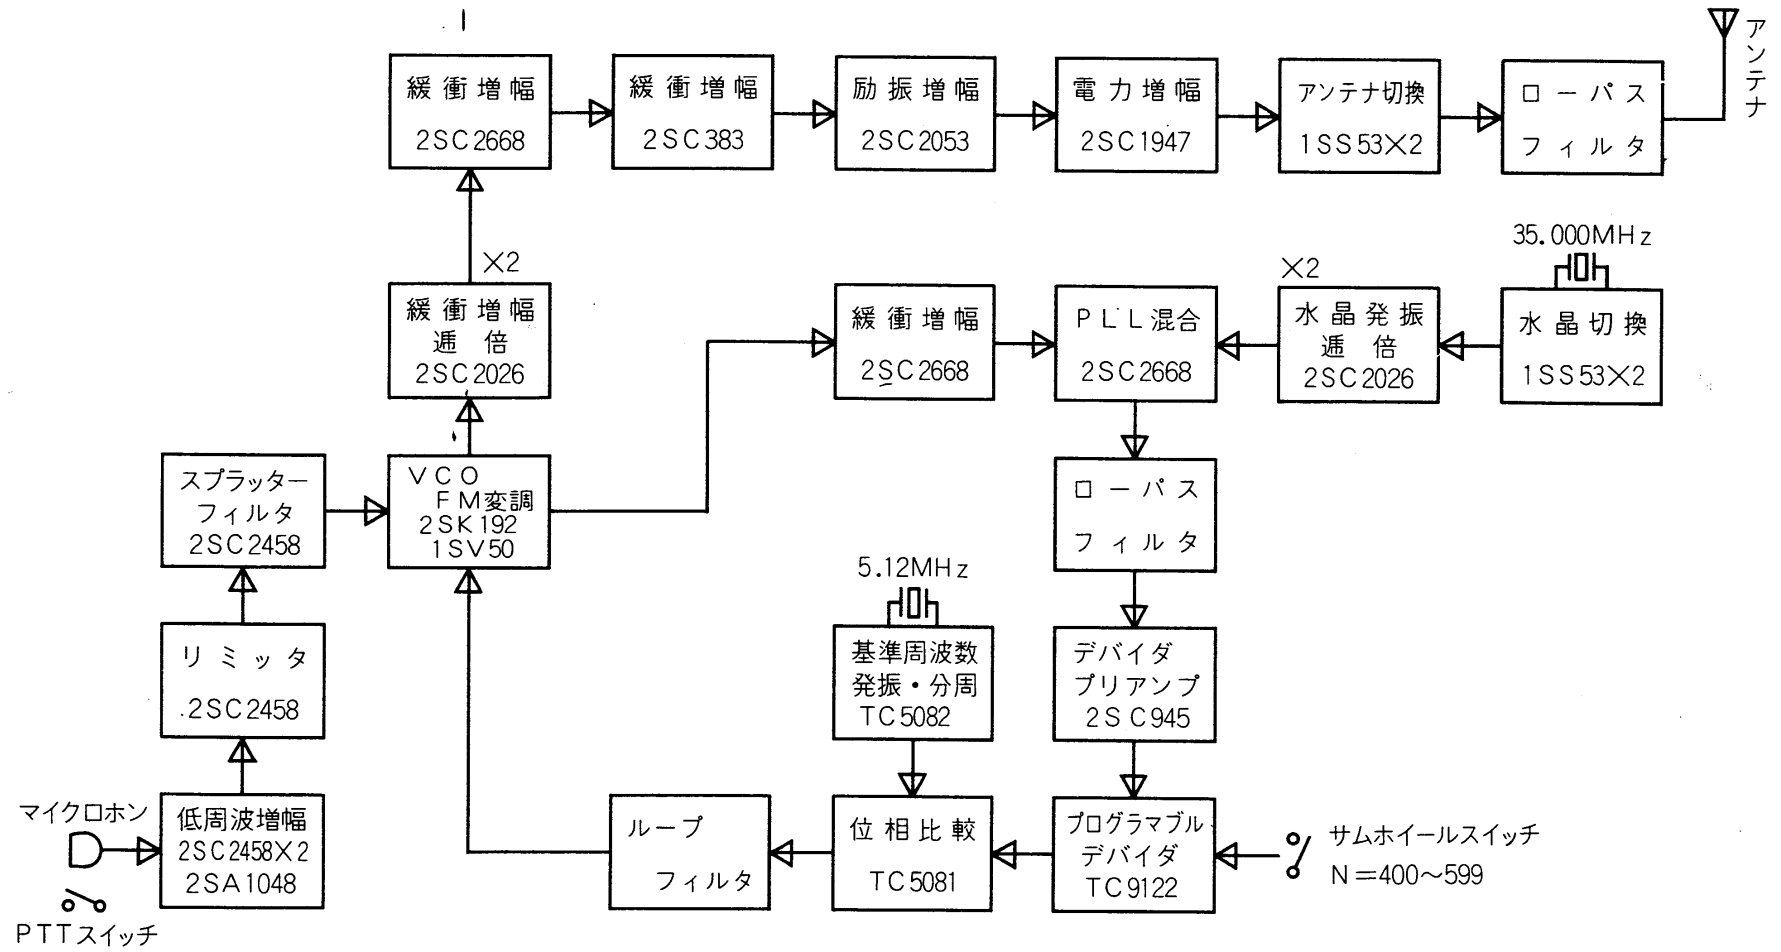 緩衝増幅
2SC2668
緩衝増幅
2SC383
励振増幅
2SC2053
電力増幅
2SC1947
アンテナ切換
1SS53×2
ローパス
フィルタ
アンテナ
×2
緩衝増幅
逓倍
2SC2026
緩衝増幅
2SC2668
PLL混合
2SC2668
×2
水晶発振
逓倍
2SC2026
35.000MHz
水晶切換
1SS53×2
スプラッター
フィルタ
2SC2458
VCO
FM変調
2SK192
1SV50
ローパス
フィルタ
リミッタ
2SC2458
5.12MHz
基準周波数
発振・分周
TC5082
デバイダ
プリアンプ
2SC945
マイクロホン
低周波増幅
2SC2458×2
2SA1048
PTTスイッチ
ループ
フィルタ
位相比較
TC5081
プログラマブル
デバイダ
TC9122
サムホイールスイッチ
N=400~599